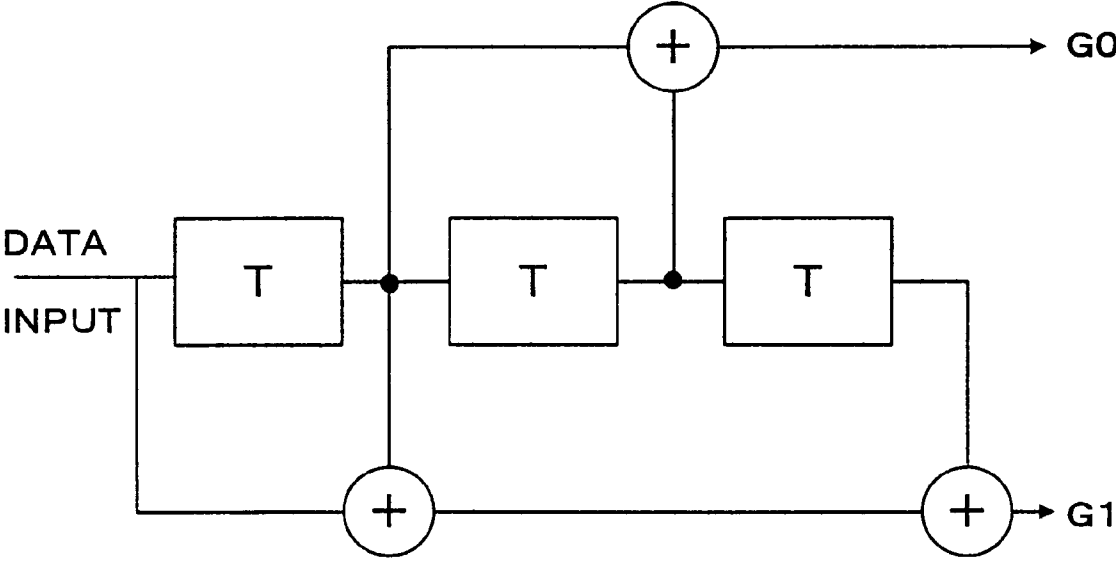 + G0
DATA
INPUT
T T T
+ + G1